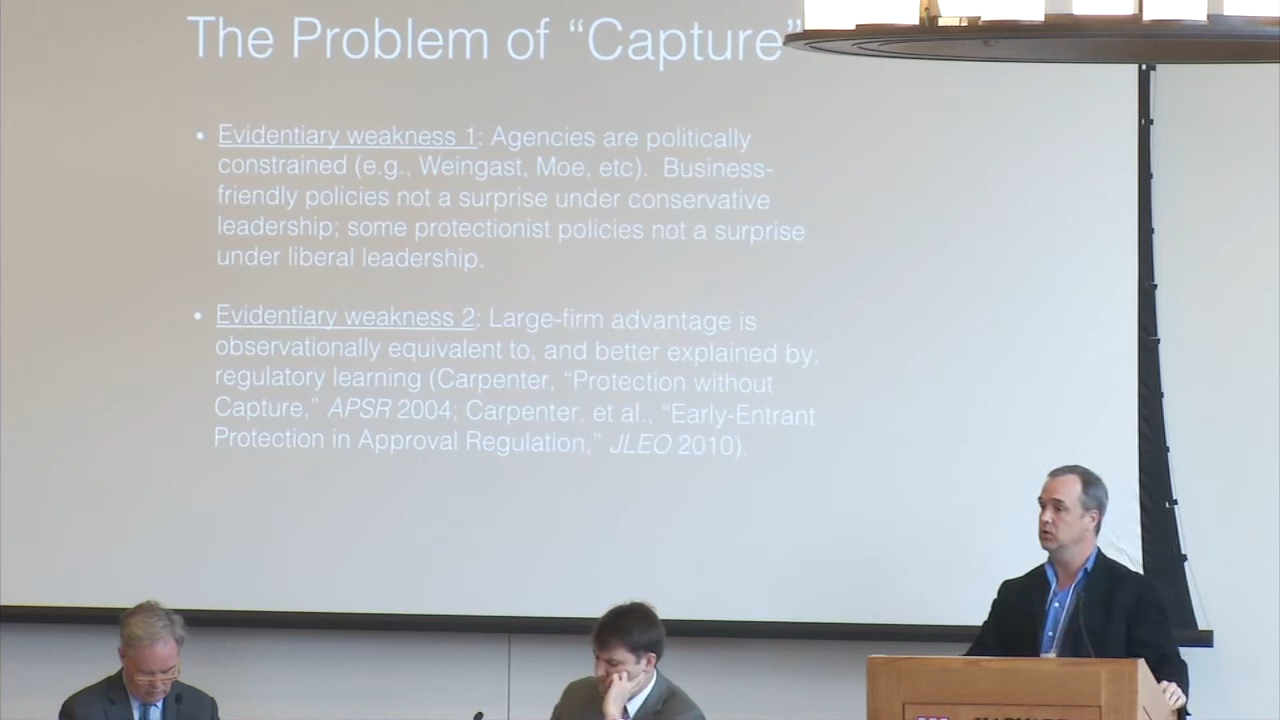 The Problem of “Capture”
• Evidentiary weakness 1: Agencies are politically
constrained (e.g., Weingast, Moe, etc).  Business-
friendly policies not a surprise under conservative
leadership; some protectionist policies not a surprise
under liberal leadership.
• Evidentiary weakness 2: Large-firm advantage is
observationally equivalent to, and better explained by,
regulatory learning (Carpenter, “Protection without
Capture,” APSR 2004; Carpenter, et al., “Early-Entrant
Protection in Approval Regulation,” JLEO 2010).